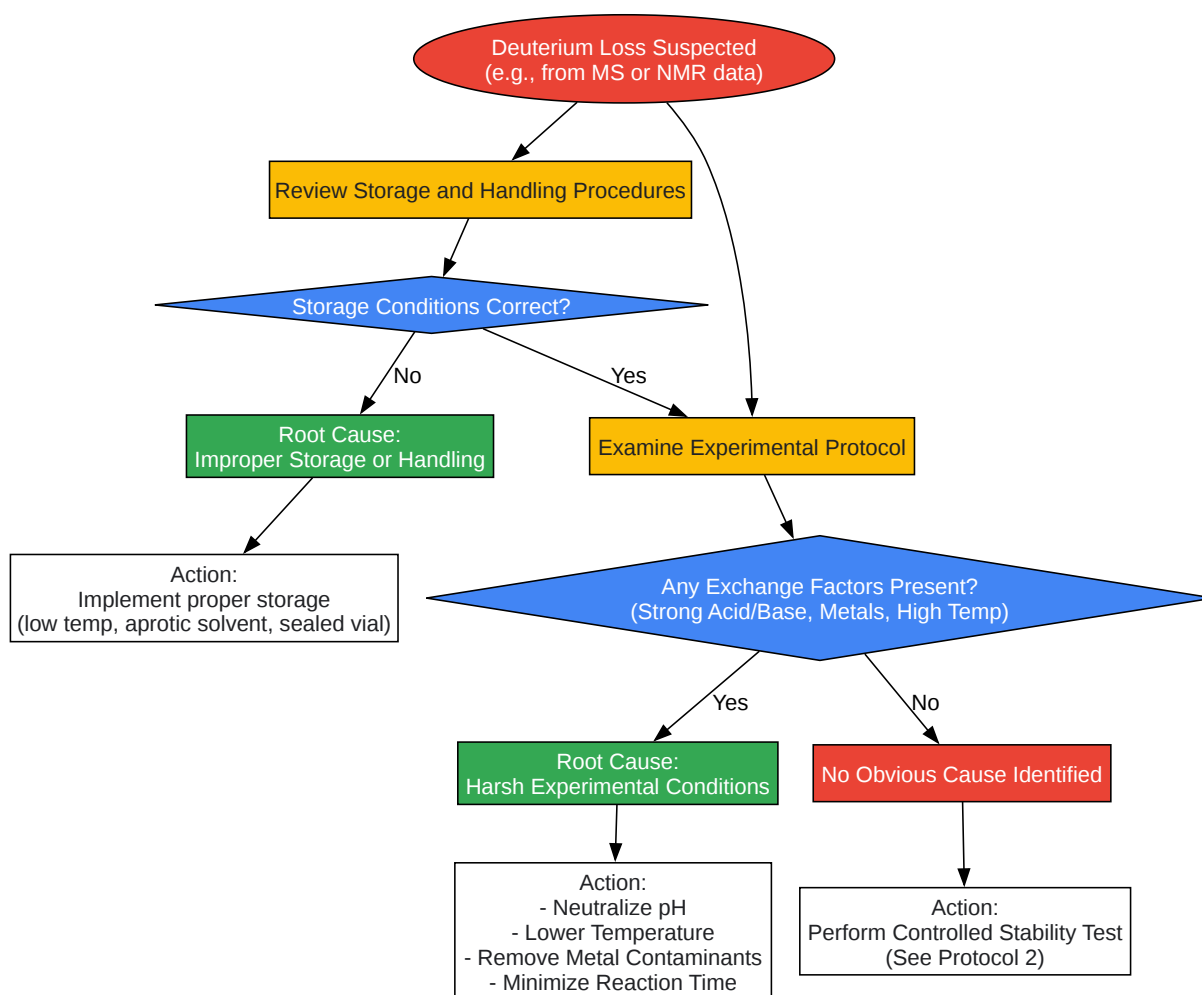 Deuterium Loss Suspected
(e.g., from MS or NMR data)
Review Storage and Handling Procedures
Storage Conditions Correct?
No
Yes
Root Cause:
Improper Storage or Handling
Examine Experimental Protocol
Action:
Implement proper storage
(low temp, aprotic solvent, sealed vial)
Any Exchange Factors Present?
(Strong Acid/Base, Metals, High Temp)
Yes
No
Root Cause:
Harsh Experimental Conditions
No Obvious Cause Identified
Action:
- Neutralize pH
- Lower Temperature
- Remove Metal Contaminants
- Minimize Reaction Time
Action:
Perform Controlled Stability Test
(See Protocol 2)